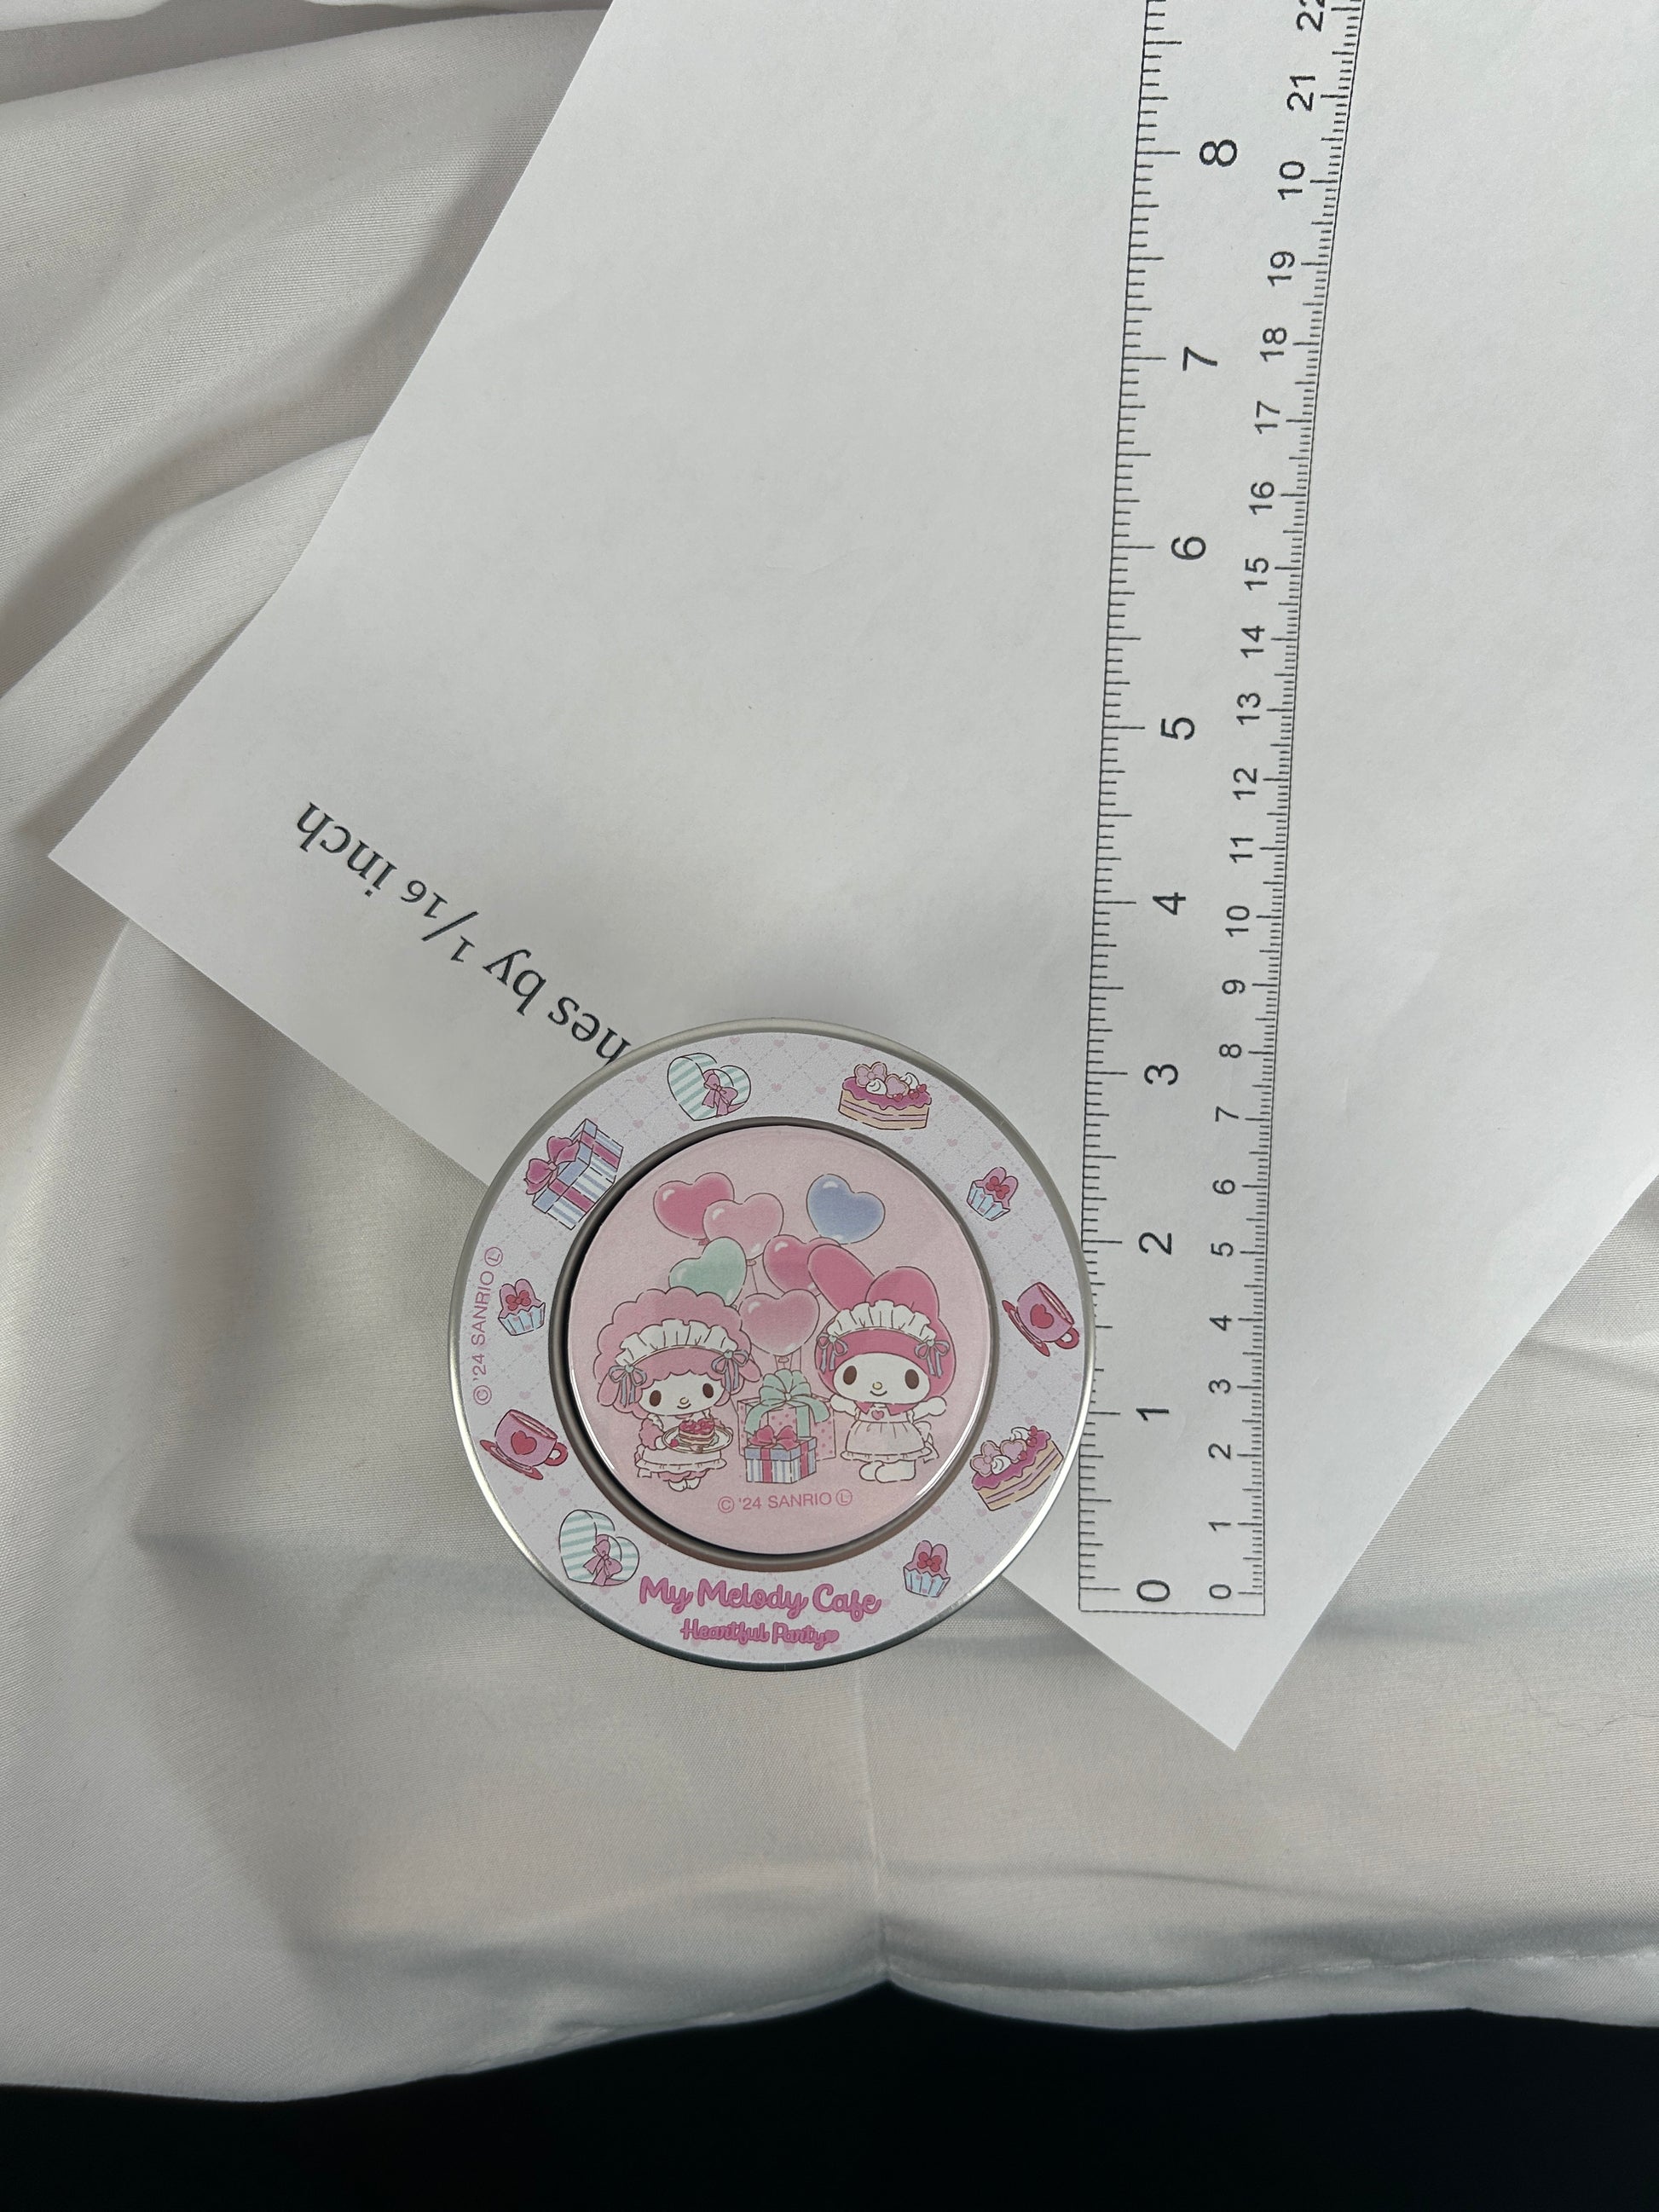 hes by 1/16 inch
© '24 SANRIO Ⓛ
© '24 SANRIO Ⓛ
My Melody Cafe
Heartful Party
0 1 2 3 4 5 6 7 8
0 1 2 3 4 5 6 7 8 9 10 11 12 13 14 15 16 17 18 19 10 21 22